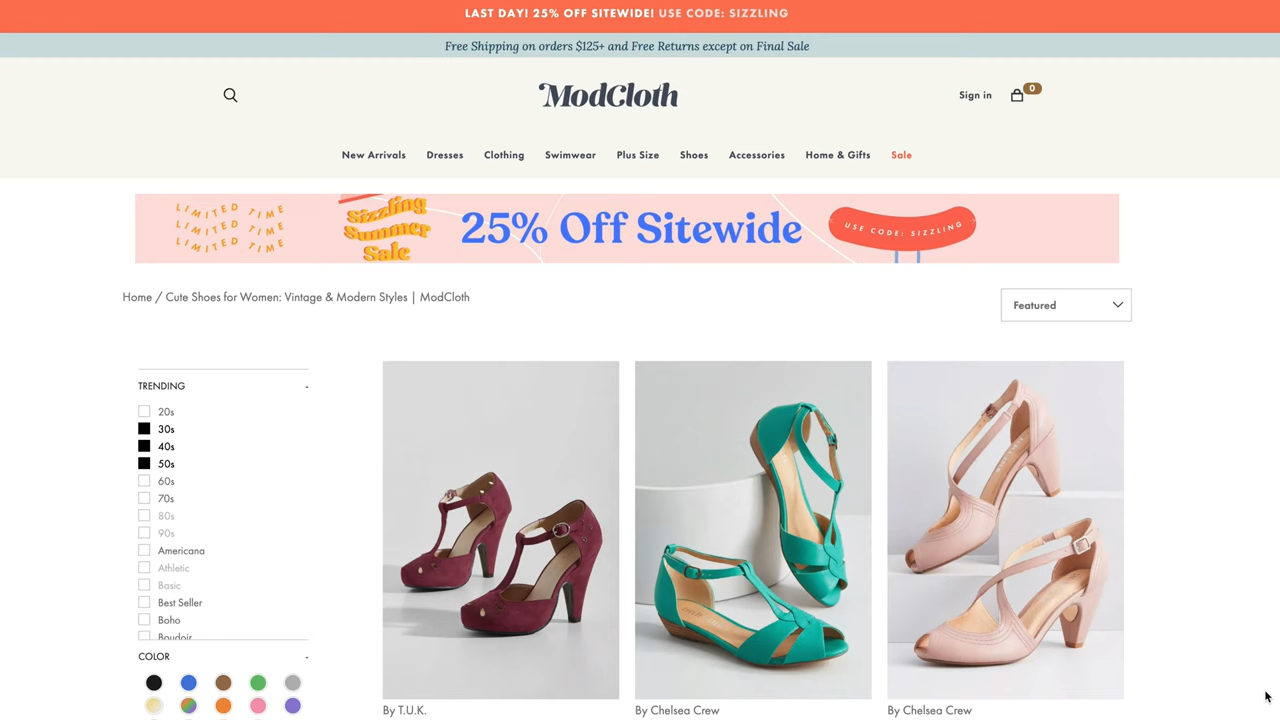 LAST DAY! 25% OFF SITEWIDE! USE CODE: SIZZLING
Free Shipping on orders $125+ and Free Returns except on Final Sale
ModCloth
Sign in
0
New Arrivals Dresses Clothing Swimwear Plus Size Shoes Accessories Home & Gifts Sale
LIMITED TIME
LIMITED TIME
LIMITED TIME
Sizzling
Summer
Sale
25% Off Sitewide
USE CODE: SIZZLING
Home / Cute Shoes for Women: Vintage & Modern Styles | ModCloth
Featured
TRENDING -
20s
30s
40s
50s
60s
70s
80s
90s
Americana
Athletic
Basic
Best Seller
Boho
Boudoir
COLOR -
By T.U.K.
By Chelsea Crew
By Chelsea Crew